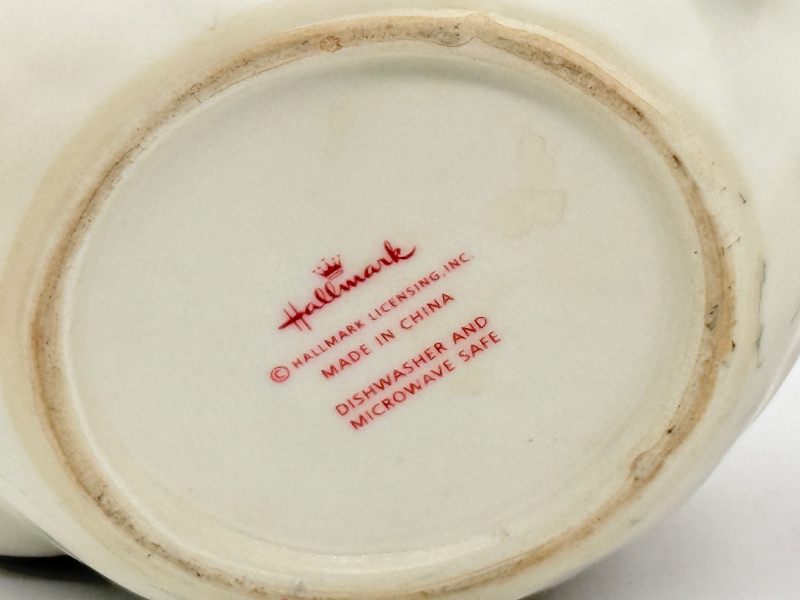 Hallmark
© HALLMARK LICENSING, INC.
MADE IN CHINA
DISHWASHER AND
MICROWAVE SAFE